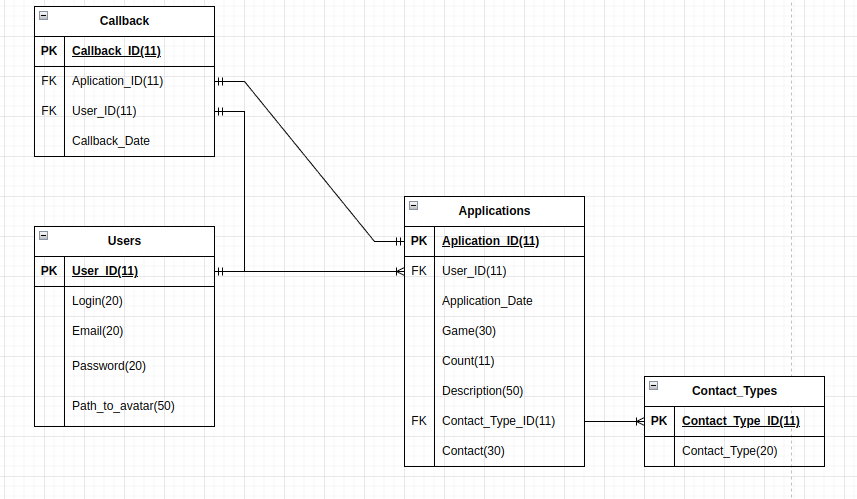 Callback
PK Callback_ID(11)
FK Aplication_ID(11)
FK User_ID(11)
Callback_Date
Users
PK User_ID(11)
Login(20)
Email(20)
Password(20)
Path_to_avatar(50)
Applications
PK Aplication_ID(11)
FK User_ID(11)
Application_Date
Game(30)
Count(11)
Description(50)
FK Contact_Type_ID(11)
Contact(30)
Contact_Types
PK Contact_Type_ID(11)
Contact_Type(20)